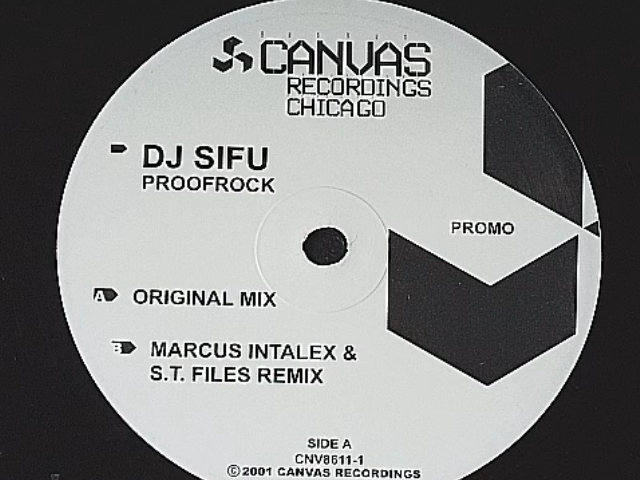 CANVAS
RECORDINGS
CHICAGO
DJ SIFU
PROOFROCK
PROMO
A ORIGINAL MIX
B MARCUS INTALEX &
S.T. FILES REMIX
SIDE A
CNV8611-1
©2001 CANVAS RECORDINGS